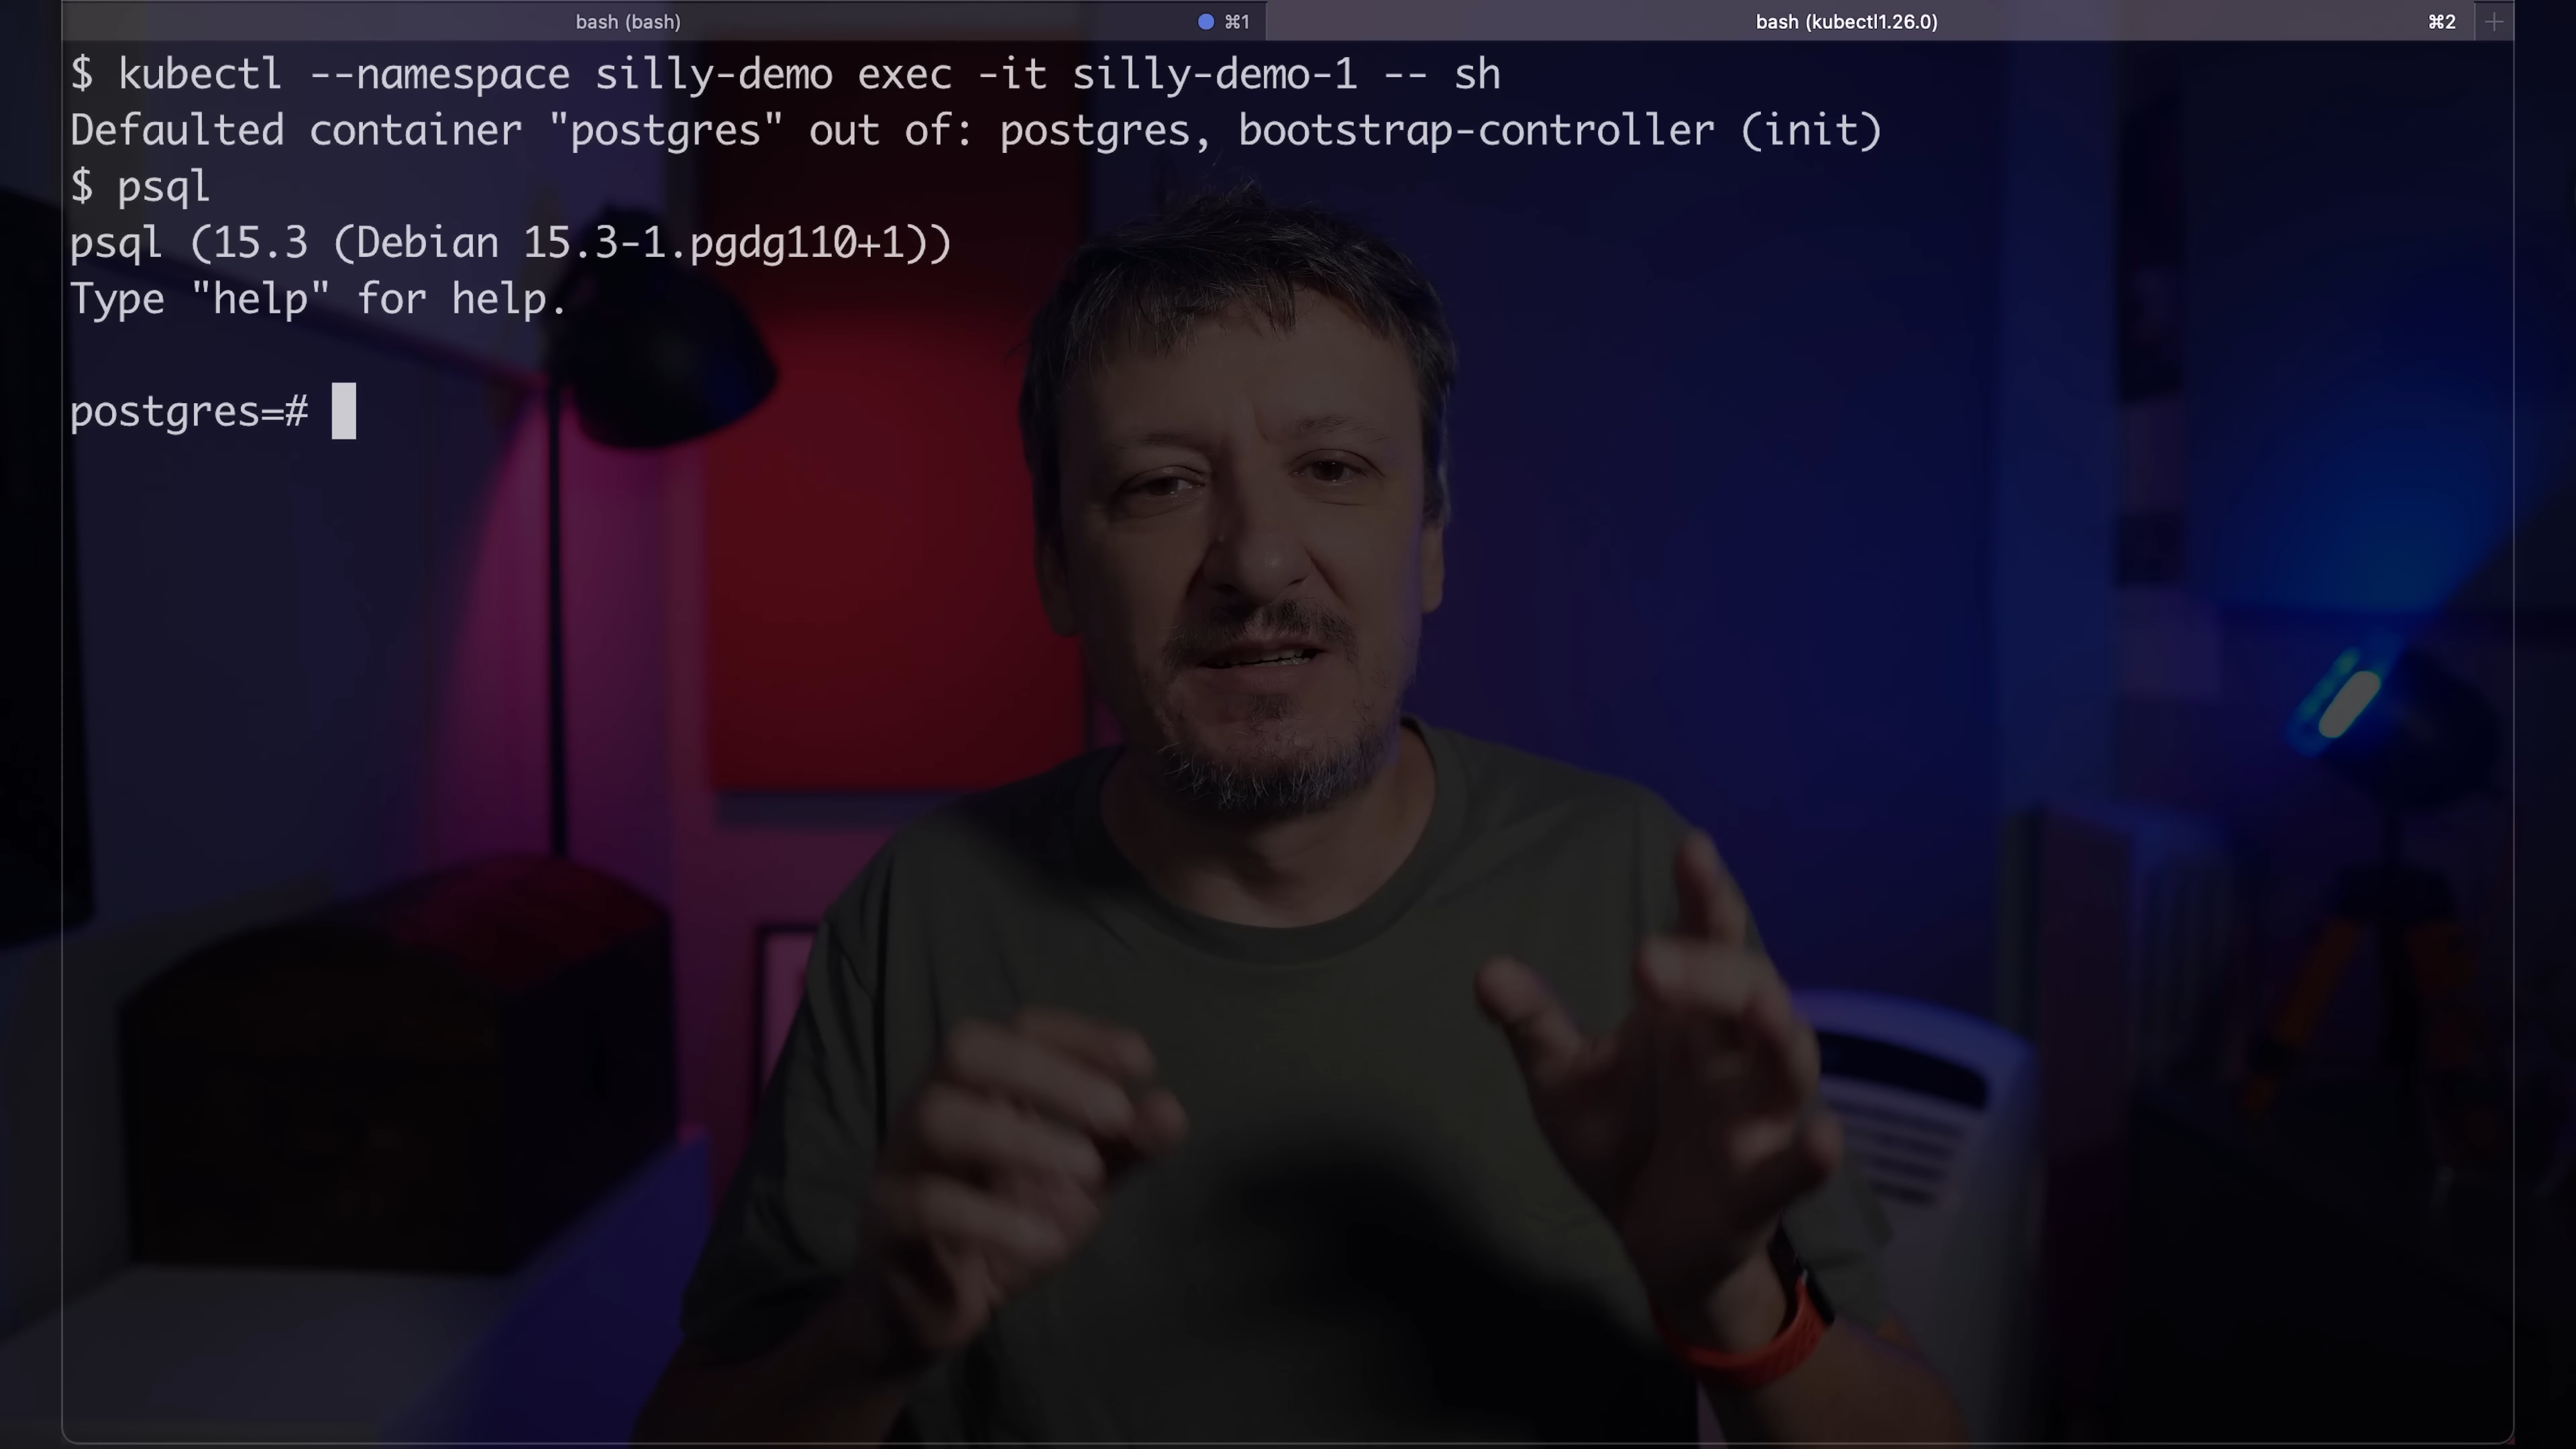 bash (bash)
⌘1
bash (kubectl1.26.0)
⌘2
$ kubectl --namespace silly-demo exec -it silly-demo-1 -- sh
Defaulted container "postgres" out of: postgres, bootstrap-controller (init)
$ psql
psql (15.3 (Debian 15.3-1.pgdg110+1))
Type "help" for help.
postgres=#